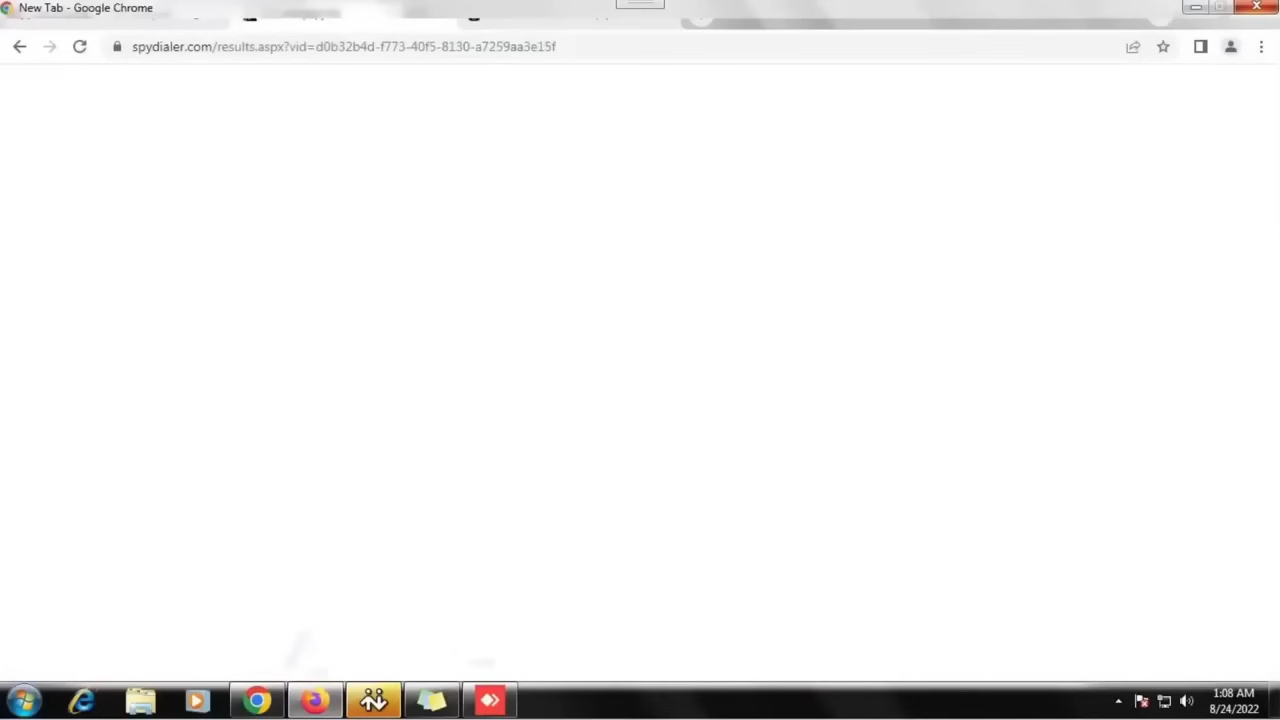 New Tab - Google Chrome
spydialer.com/results.aspx?vid=d0b32b4d-f773-40f5-8130-a7259aa3e15f
1:08 AM
8/24/2022